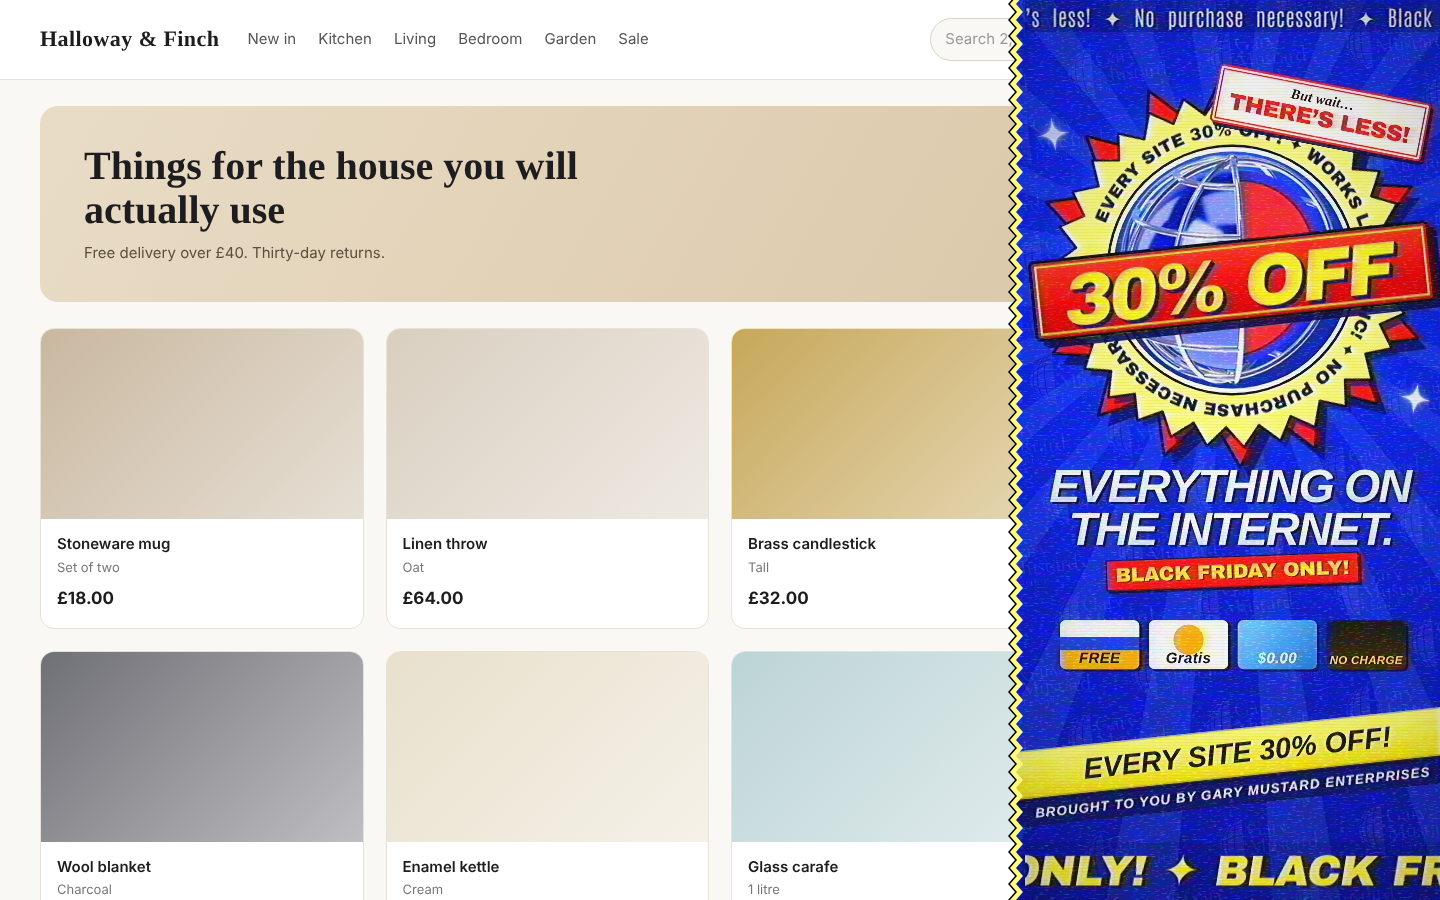 Halloway & Finch
New in
Kitchen
Living
Bedroom
Garden
Sale
Search 2
Things for the house you will
actually use
Free delivery over £40. Thirty-day returns.
Stoneware mug
Set of two
£18.00
Linen throw
Oat
£64.00
Brass candlestick
Tall
£32.00
Wool blanket
Charcoal
Enamel kettle
Cream
Glass carafe
1 litre
's less! ✦ No purchase necessary! ✦ Black
But wait...
THERE'S LESS!
EVERY SITE 30% OFF! ✦ WORKS
30% OFF
✦ NO PURCHASE NECESSAR
EVERYTHING ON
THE INTERNET.
BLACK FRIDAY ONLY!
FREE
Gratis
$0.00
NO CHARGE
EVERY SITE 30% OFF!
BROUGHT TO YOU BY GARY MUSTARD ENTERPRISES
ONLY! ✦ BLACK FR